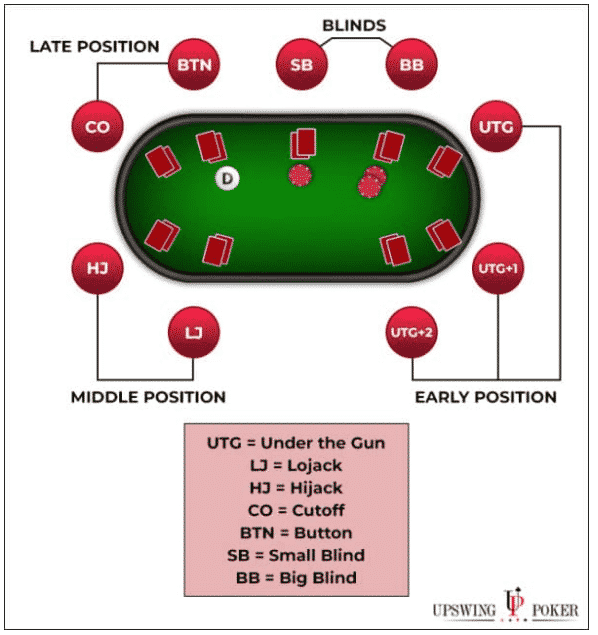 BLINDS
LATE POSITION
BTN
SB
BB
CO
UTG
D
HJ
UTG+1
LJ
UTG+2
MIDDLE POSITION
EARLY POSITION
UTG = Under the Gun
LJ = Lojack
HJ = Hijack
CO = Cutoff
BTN = Button
SB = Small Blind
BB = Big Blind
UPSWING UP POKER